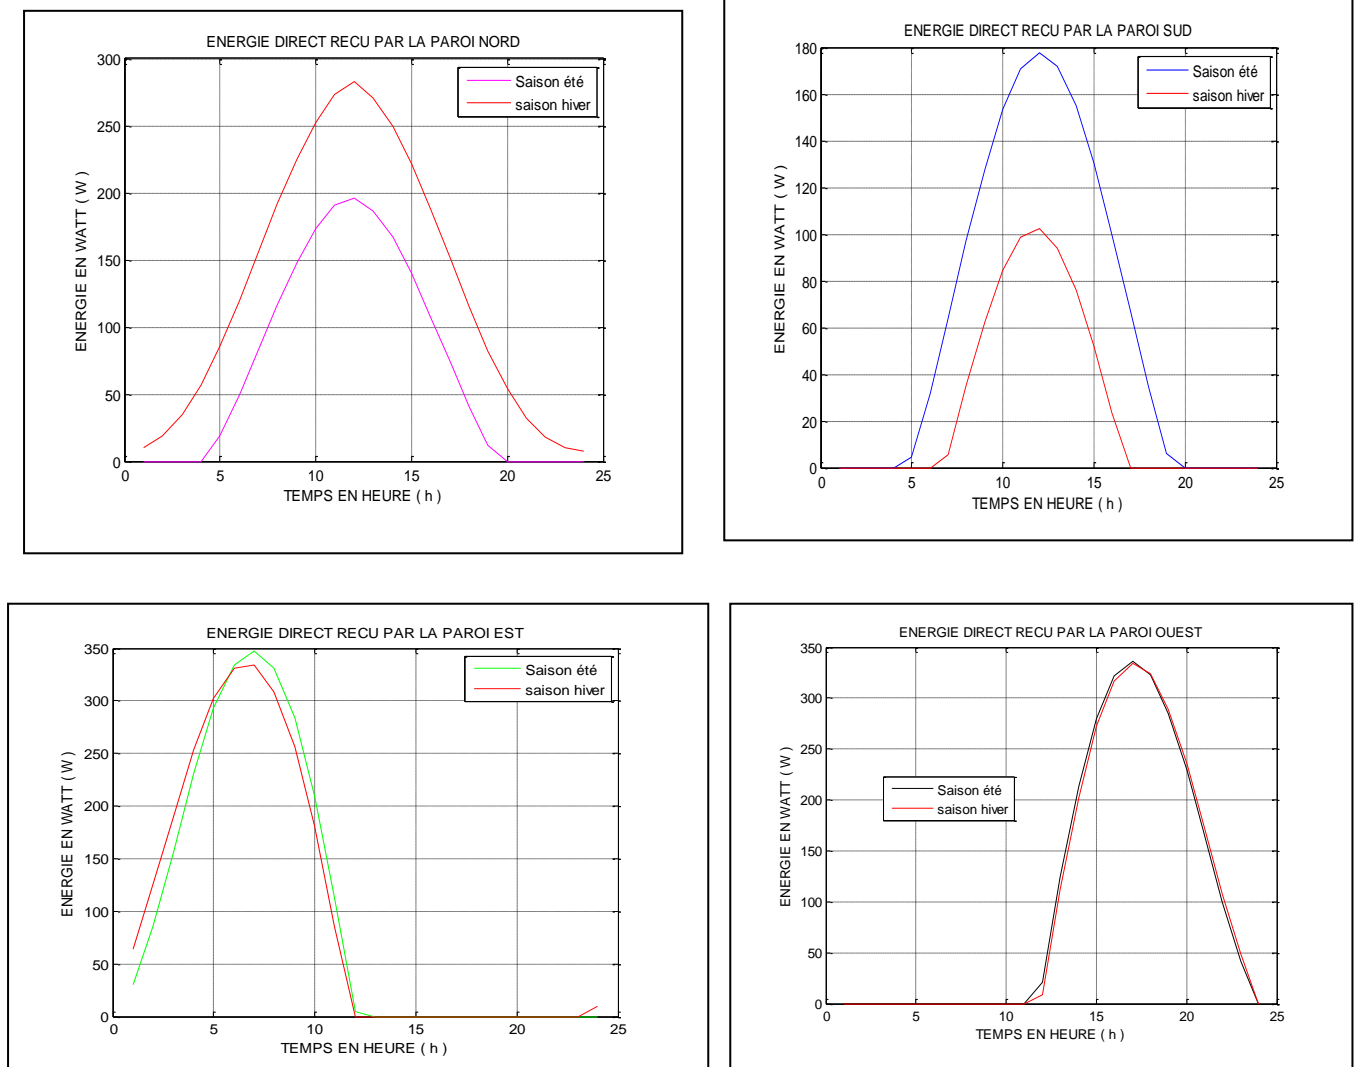 ENERGIE DIRECT RECU PAR LA PAROI NORD
300
250
200
150
100
50
0
ENERGIE EN WATT ( W )
Saison été
saison hiver
0 5 10 15 20 25
TEMPS EN HEURE ( h )
ENERGIE DIRECT RECU PAR LA PAROI SUD
180
160
140
120
100
80
60
40
20
0
ENERGIE EN WATT ( W )
Saison été
saison hiver
0 5 10 15 20 25
TEMPS EN HEURE ( h )
ENERGIE DIRECT RECU PAR LA PAROI EST
350
300
250
200
150
100
50
0
ENERGIE EN WATT ( W )
Saison été
saison hiver
0 5 10 15 20 25
TEMPS EN HEURE ( h )
ENERGIE DIRECT RECU PAR LA PAROI OUEST
350
300
250
200
150
100
50
0
ENERGIE EN WATT ( W )
Saison été
saison hiver
0 5 10 15 20 25
TEMPS EN HEURE ( h )